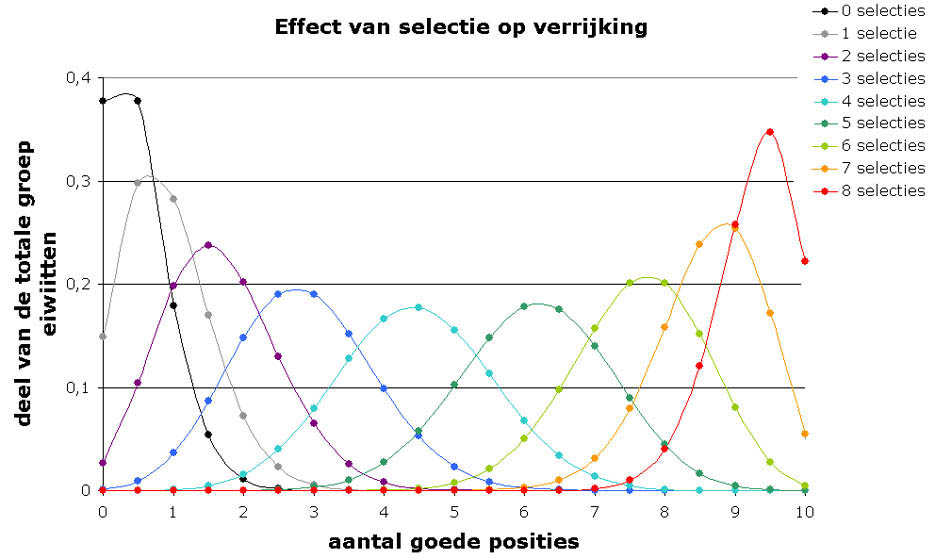 Effect van selectie op verrijking
0 selecties
1 selectie
2 selecties
3 selecties
4 selecties
5 selecties
6 selecties
7 selecties
8 selecties
deel van de totale groep
eiwiitten
0,4
0,3
0,2
0,1
0
0 1 2 3 4 5 6 7 8 9 10
aantal goede posities